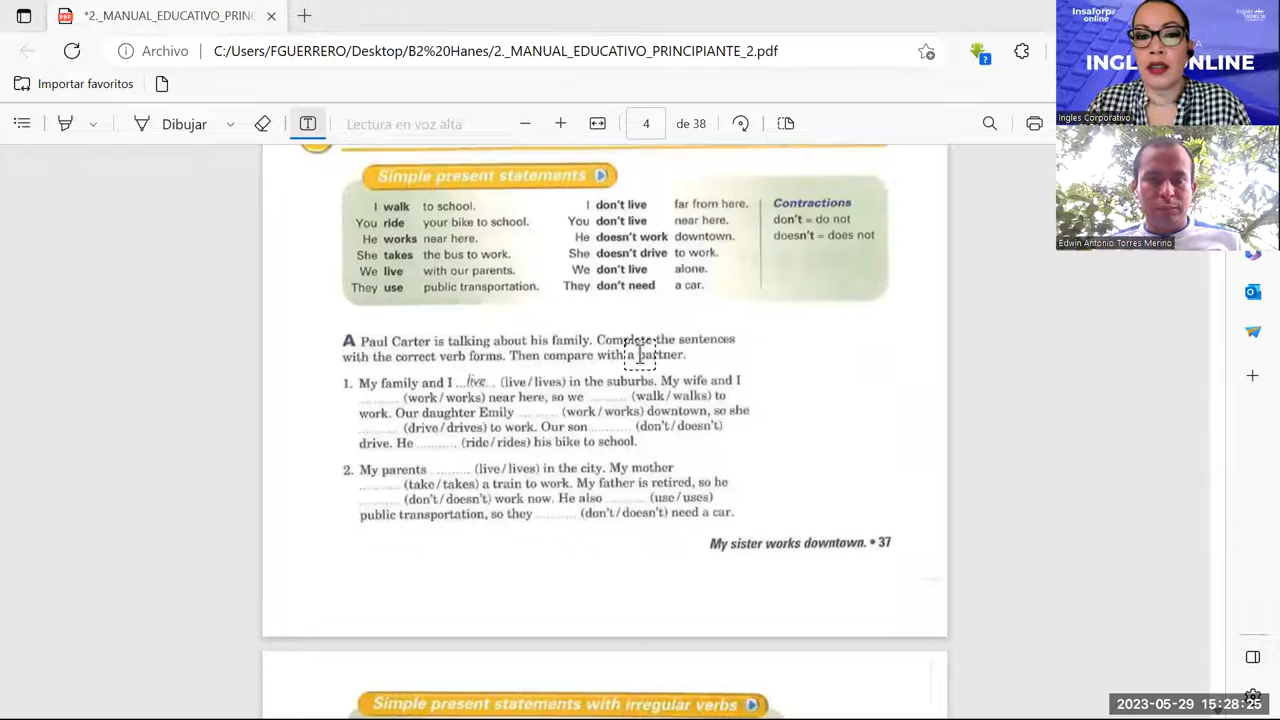 *2._MANUAL_EDUCATIVO_PRINC
Archivo
C:/Users/FGUERRERO/Desktop/B2%20Hanes/2._MANUAL_EDUCATIVO_PRINCIPIANTE_2.pdf
Importar favoritos
Dibujar
Lectura en voz alta
4
de 38
Simple present statements
I walk to school.
You ride your bike to school.
He works near here.
She takes the bus to work.
We live with our parents.
They use public transportation.
I don't live far from here.
You don't live near here.
He doesn't work downtown.
She doesn't drive to work.
We don't live alone.
They don't need a car.
Contractions
don't = do not
doesn't = does not
A Paul Carter is talking about his family. Complete the sentences
with the correct verb forms. Then compare with a partner.
1. My family and I ...live... (live/lives) in the suburbs. My wife and I
.......... (work/works) near here, so we .......... (walk/walks) to
work. Our daughter Emily .......... (work/works) downtown, so she
.......... (drive/drives) to work. Our son .......... (don't/doesn't)
drive. He .......... (ride/rides) his bike to school.
2. My parents .......... (live/lives) in the city. My mother
.......... (take/takes) a train to work. My father is retired, so he
.......... (don't/doesn't) work now. He also .......... (use/uses)
public transportation, so they .......... (don't/doesn't) need a car.
My sister works downtown. • 37
Simple present statements with irregular verbs
Insaforp
online
INGL
ONLINE
Ingles Corporativo
Edwin Antonio Torres Merino
2023-05-29 15:28:25